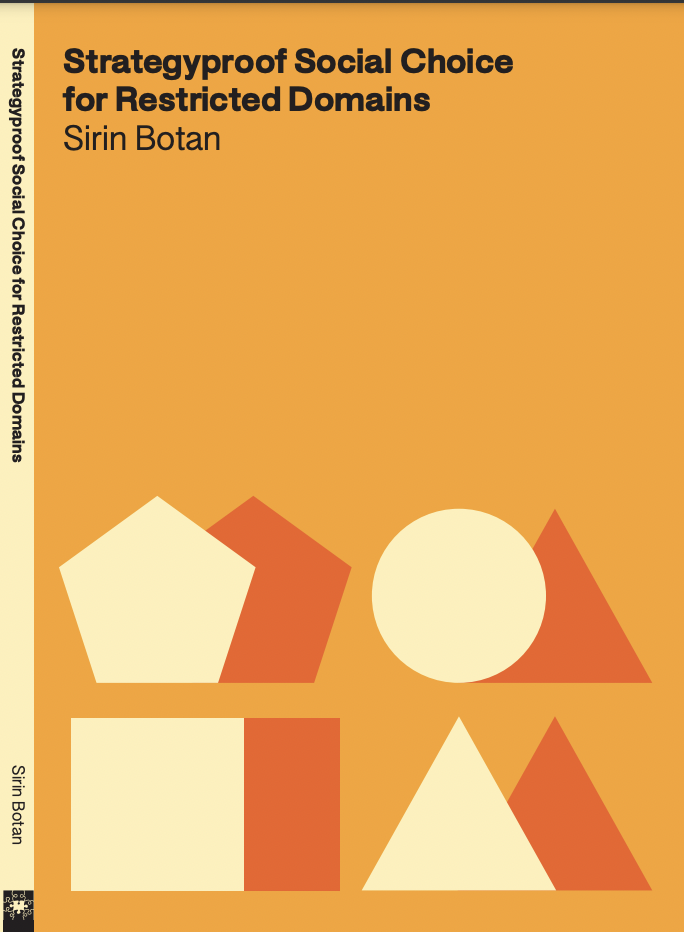 Strategyproof Social Choice
for Restricted Domains
Sirin Botan
Strategyproof Social Choice for Restricted Domains
Sirin Botan